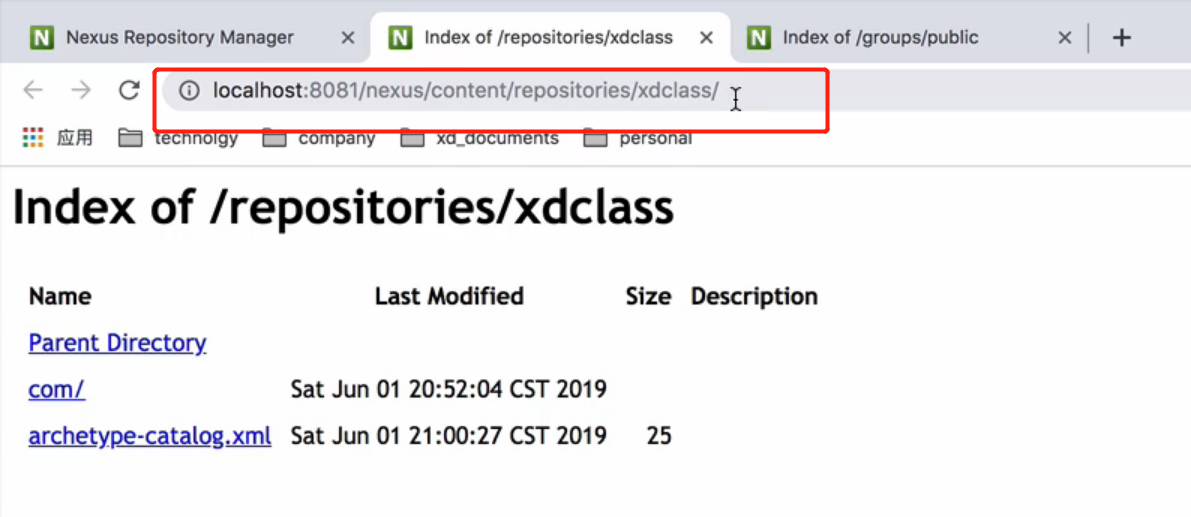 Nexus Repository Manager Index of /repositories/xdclass Index of /groups/public
localhost:8081/nexus/content/repositories/xdclass/
应用 technolgy company xd_documents personal
Index of /repositories/xdclass
Name Last Modified Size Description
Parent Directory
com/ Sat Jun 01 20:52:04 CST 2019
archetype-catalog.xml Sat Jun 01 21:00:27 CST 2019 25